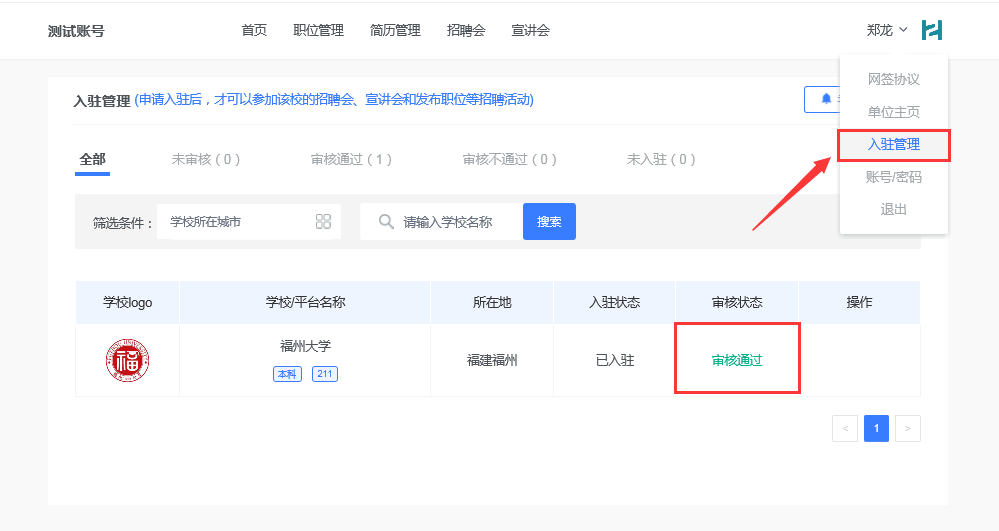 测试账号 首页 职位管理 简历管理 招聘会 宣讲会 郑龙
网签协议
单位主页
入驻管理
账号/密码
退出
入驻管理 (申请入驻后，才可以参加该校的招聘会、宣讲会和发布职位等招聘活动)
全部 未审核（0） 审核通过（1） 审核不通过（0） 未入驻（0）
筛选条件： 学校所在城市 请输入学校名称 搜索
学校logo 学校/平台名称 所在地 入驻状态 审核状态 操作
福
福州大学
本科 211
福建福州 已入驻 审核通过
< 1 >